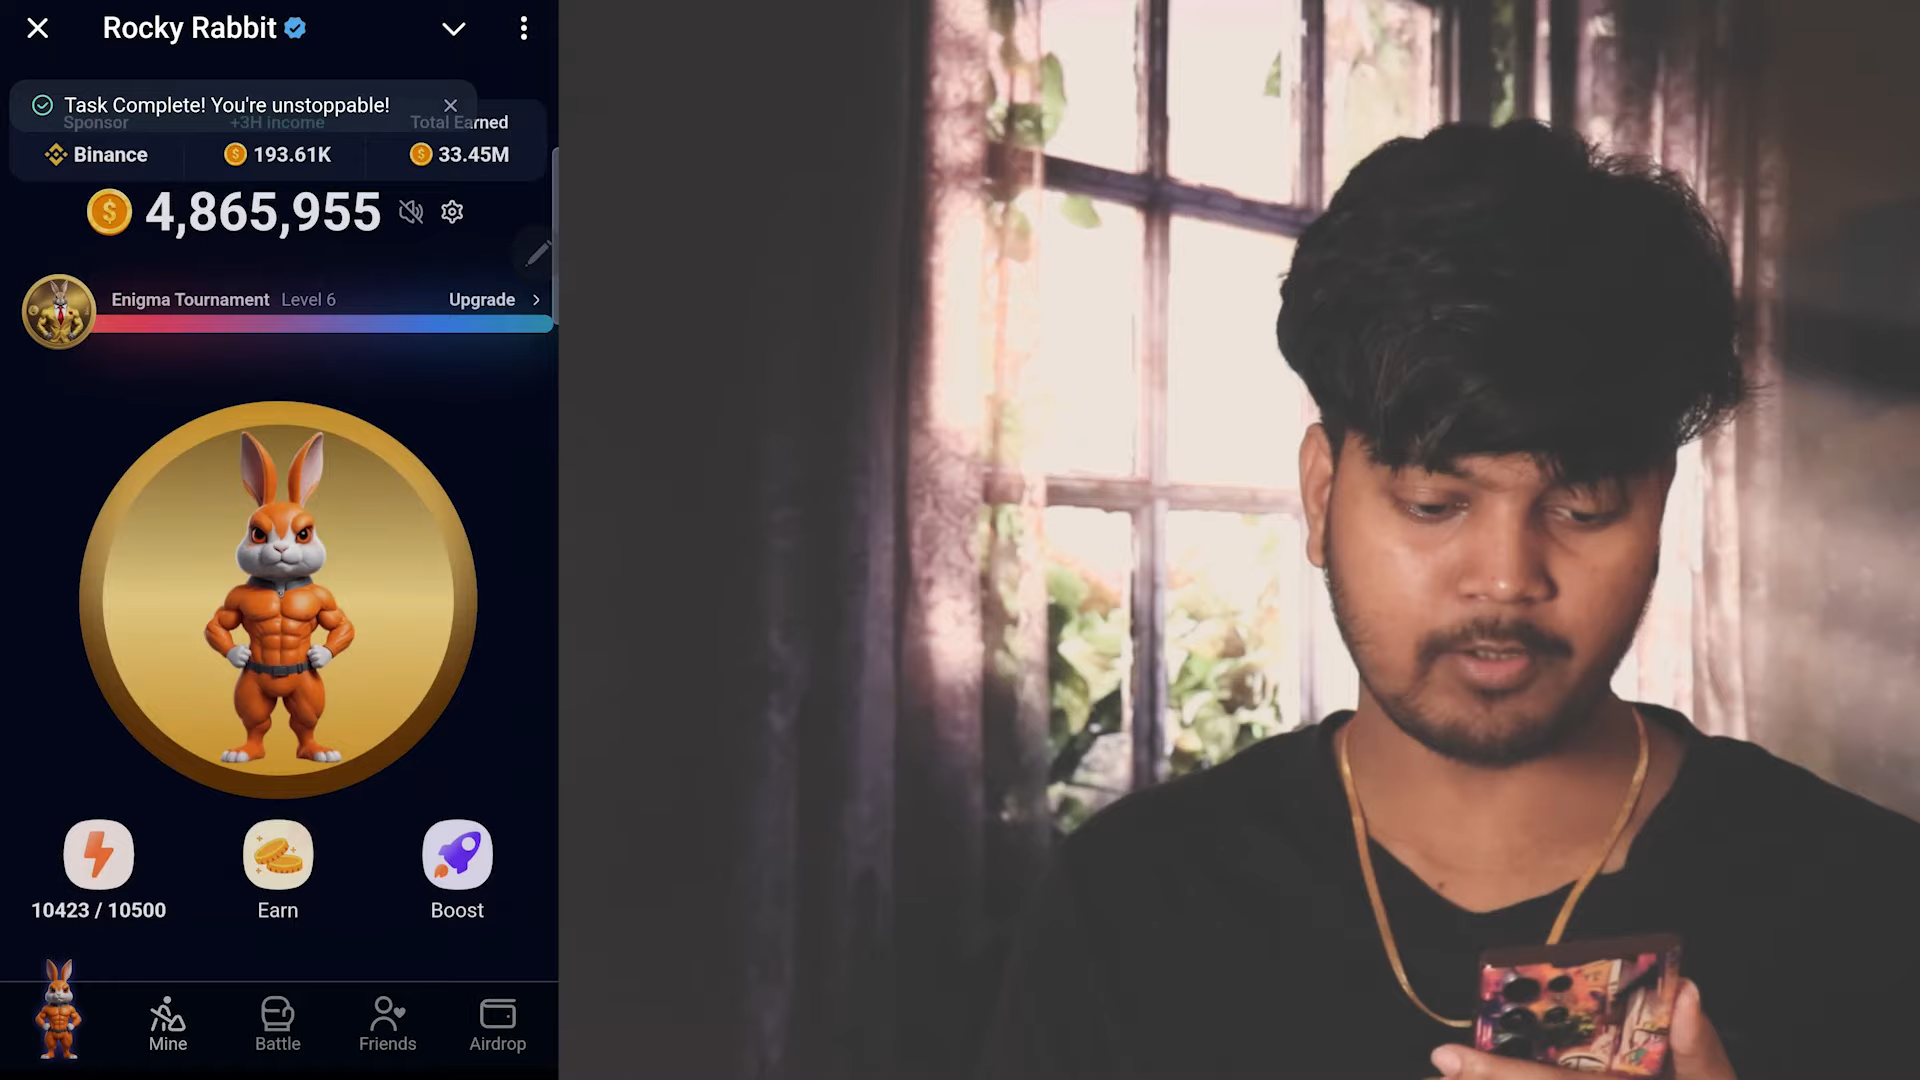 Rocky Rabbit
Task Complete! You're unstoppable!
Sponsor +3H income Total Earned
Binance 193.61K 33.45M
4,865,955
Enigma Tournament Level 6 Upgrade
10423 / 10500 Earn Boost
Mine Battle Friends Airdrop